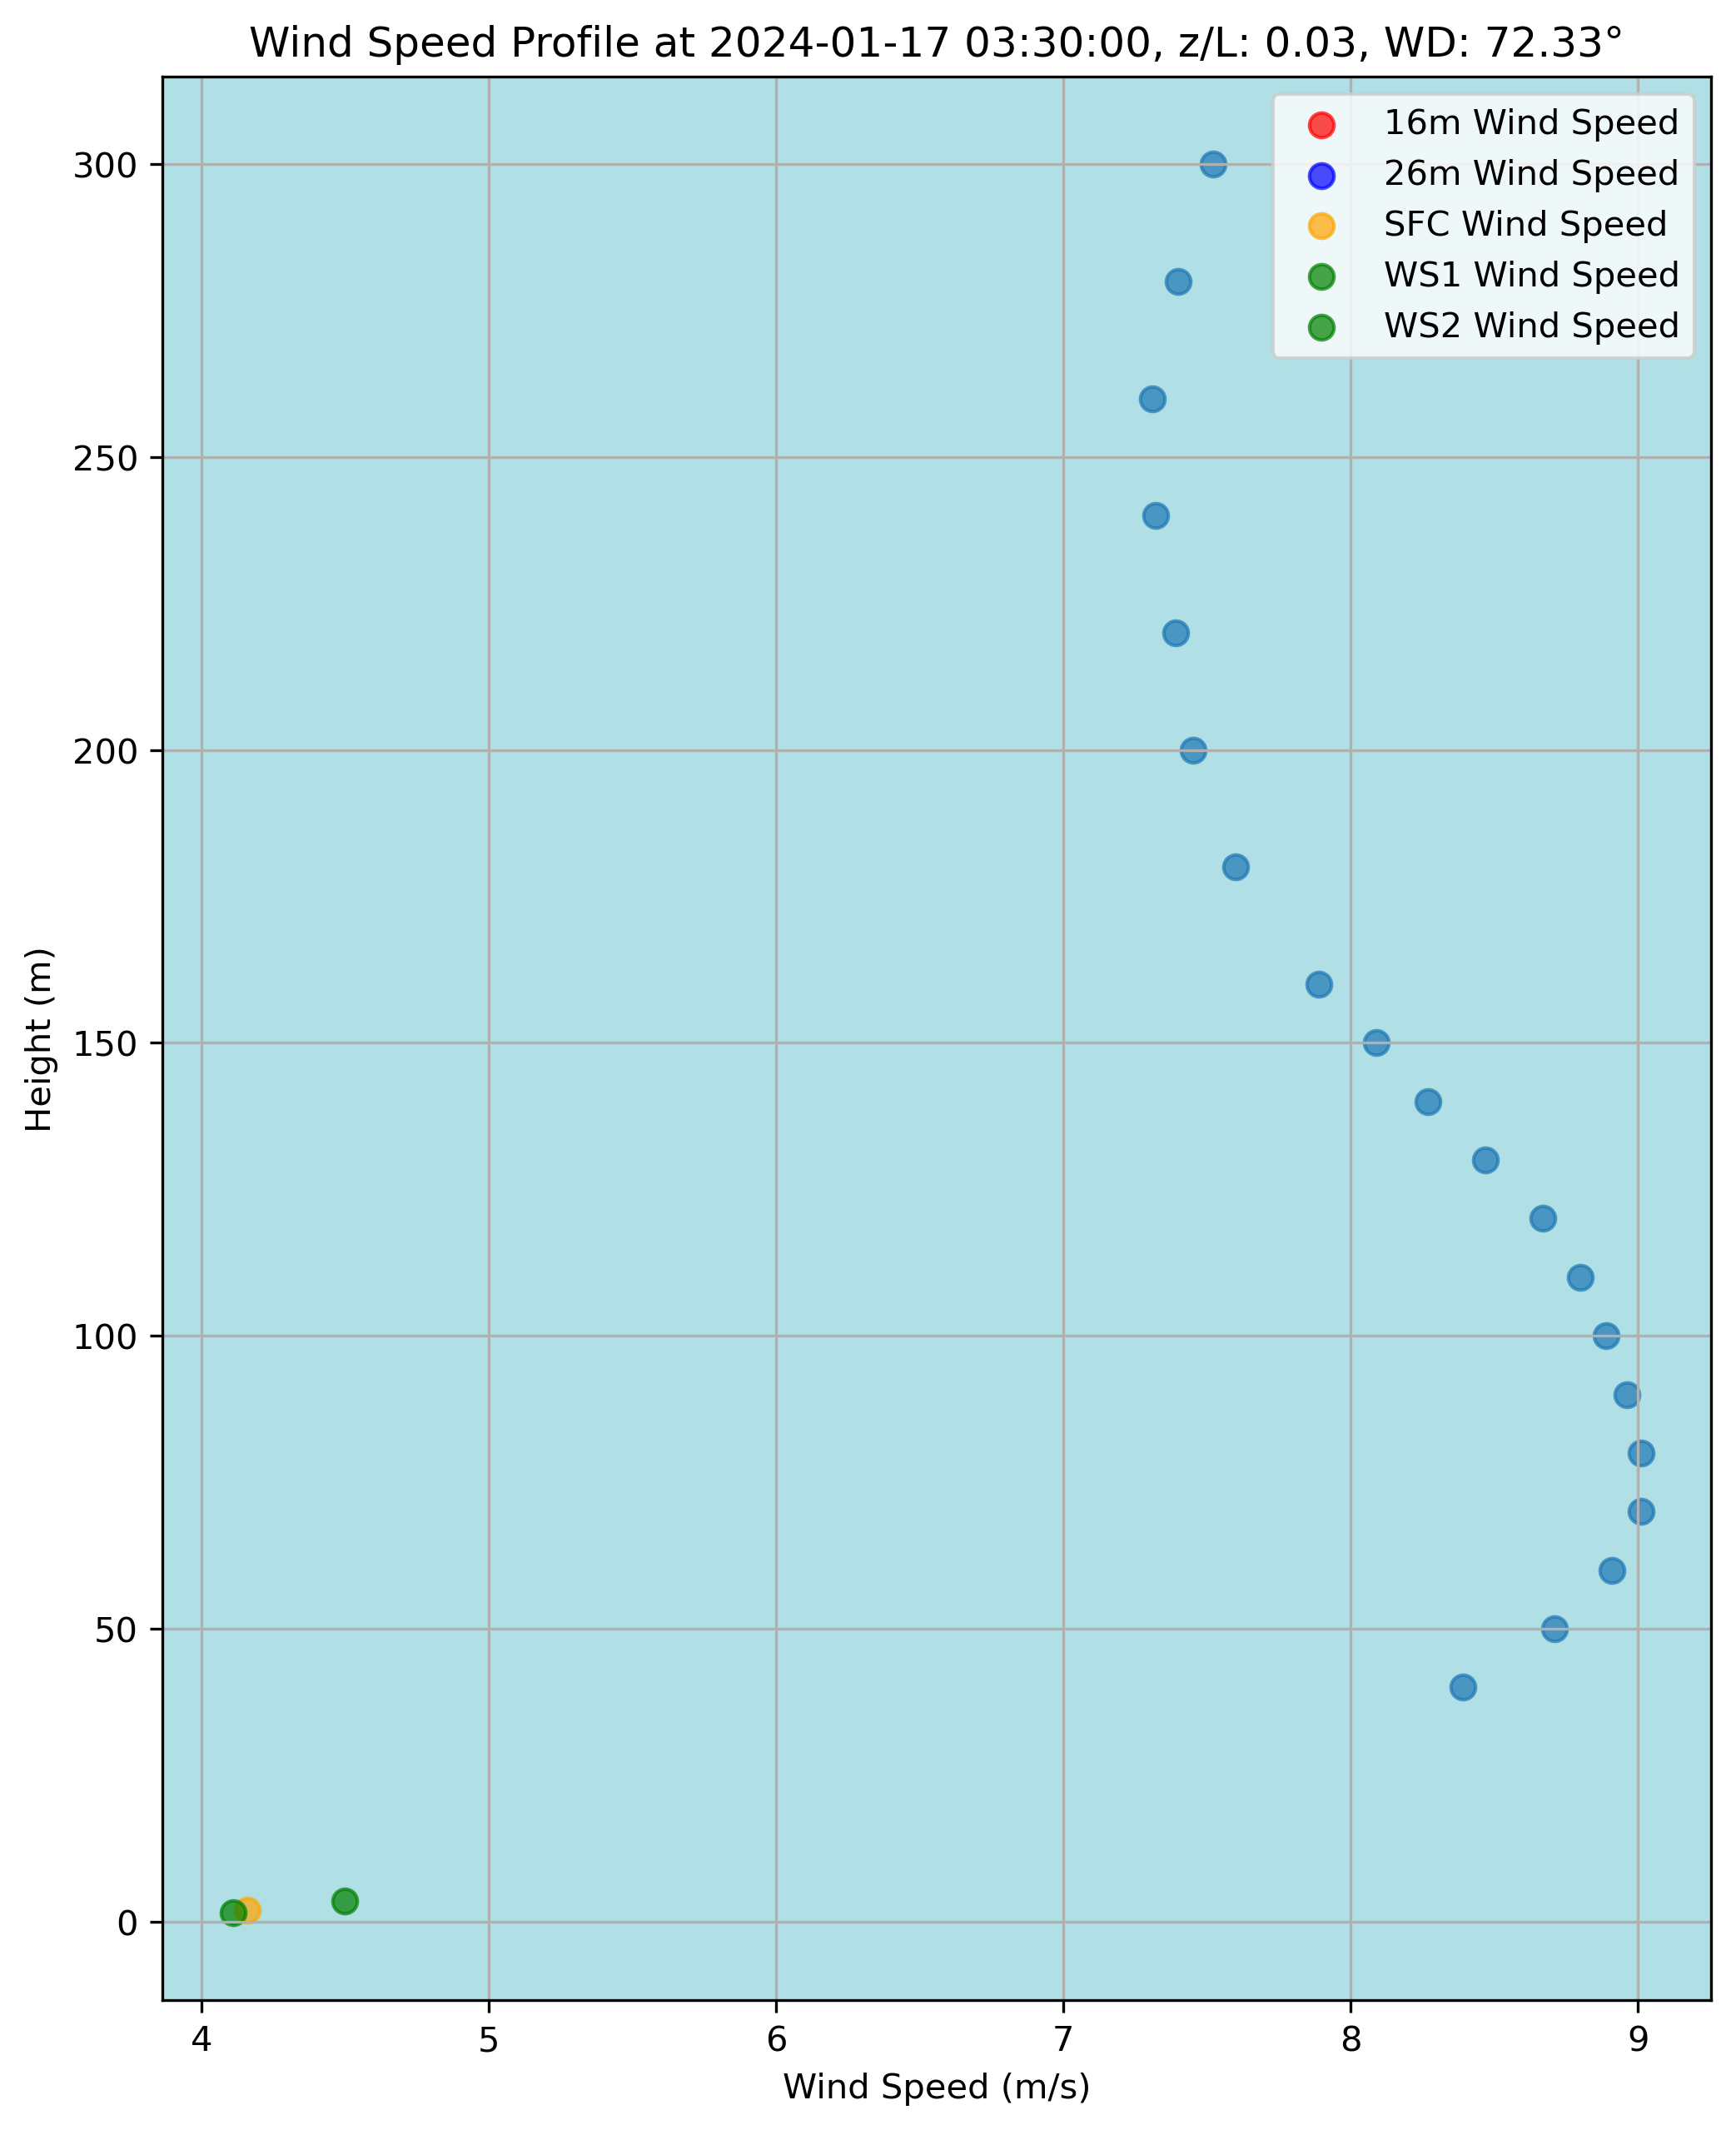 Wind Speed Profile at 2024-01-17 03:30:00, z/L: 0.03, WD: 72.33°
16m Wind Speed
26m Wind Speed
SFC Wind Speed
WS1 Wind Speed
WS2 Wind Speed
300
250
200
150
100
50
0
Height (m)
4 5 6 7 8 9
Wind Speed (m/s)